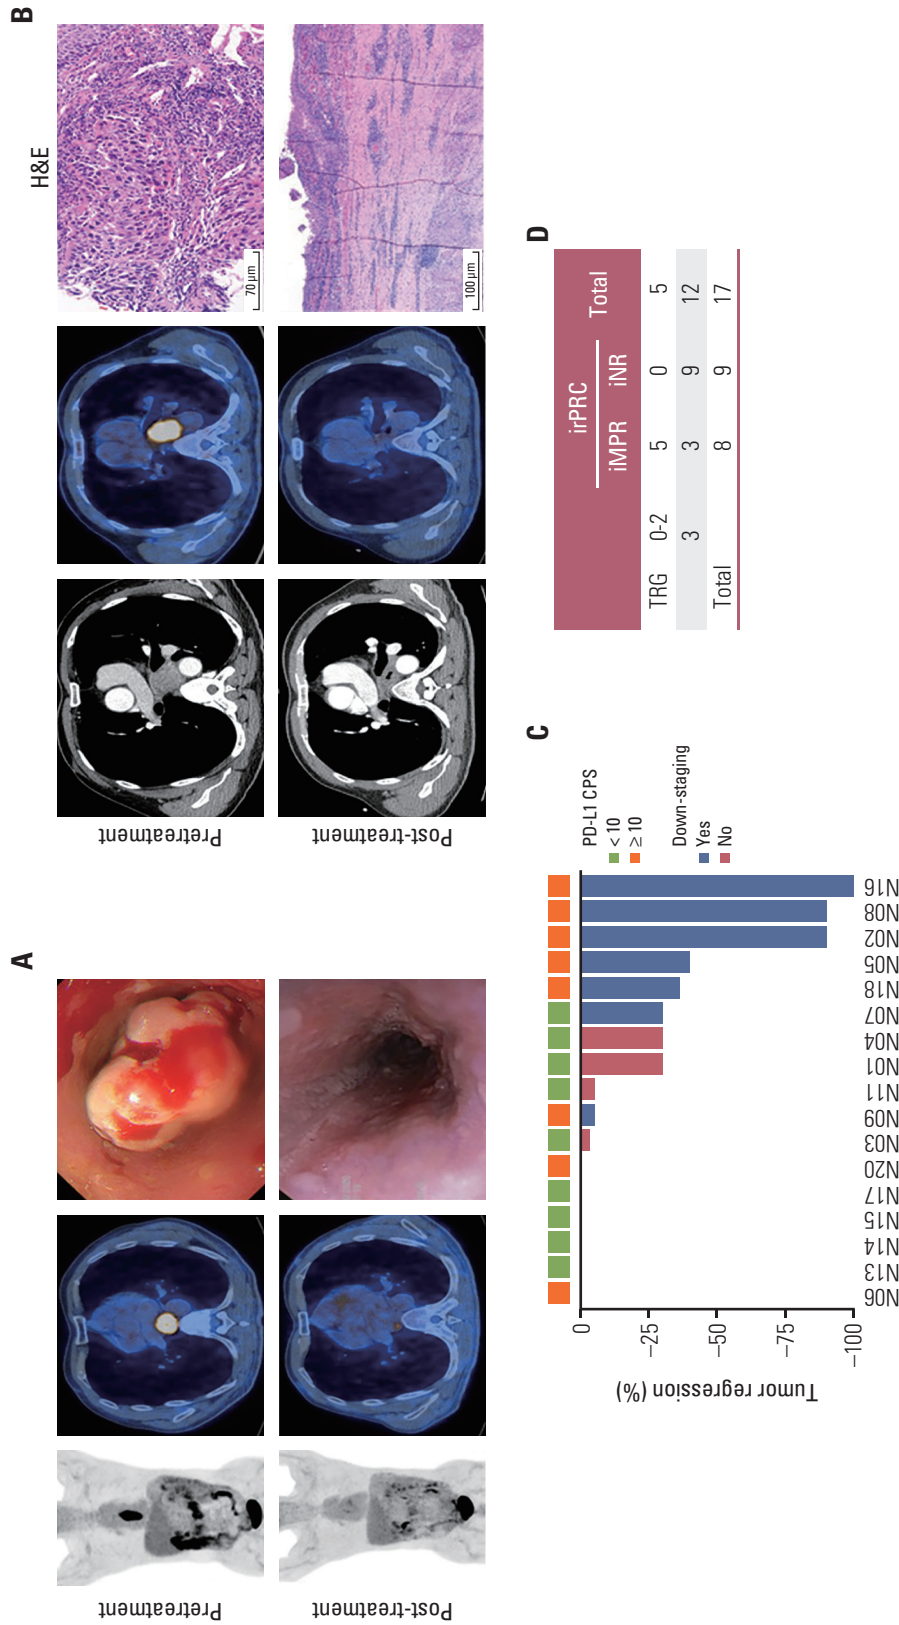 A
Pretreatment
Post-treatment
B
H&E
Pretreatment
70 µm
Post-treatment
100 µm
C
Tumor regression (%)
0
−25
−50
−75
−100
N06
N13
N14
N15
N17
N20
N03
N09
N11
N01
N04
N07
N18
N05
N02
N08
N16
PD-L1 CPS
< 10
≥ 10
Down-staging
Yes
No
D
irPRC
Total
iMPR iNR
TRG 0-2 5 0 5
3 3 9 12
Total 8 9 17